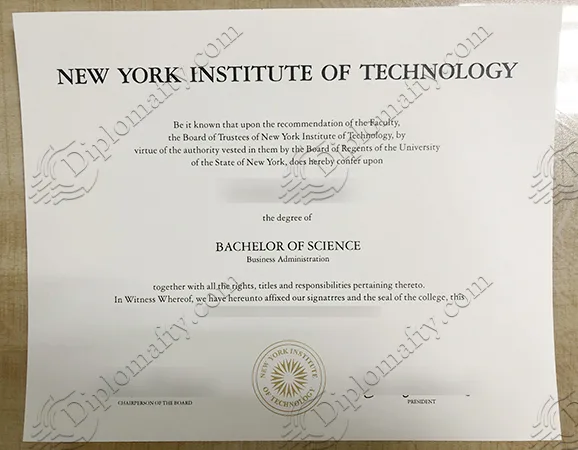 NEW YORK INSTITUTE OF TECHNOLOGY
Be it known that upon the recommendation of the Faculty,
the Board of Trustees of New York Institute of Technology, by
virtue of the authority vested in them by the Board of Regents of the University
of the State of New York, does hereby confer upon
the degree of
BACHELOR OF SCIENCE
Business Administration
together with all the rights, titles and responsibilities pertaining thereto.
In Witness Whereof, we have hereunto affixed our signatrres and the seal of the college, this
NEW YORK INSTITUTE
OF TECHNOLOGY
CHAIRPERSON OF THE BOARD
PRESIDENT
Diplomafty.com
Diplomafty.com
Diplomafty.com
Diplomafty.com